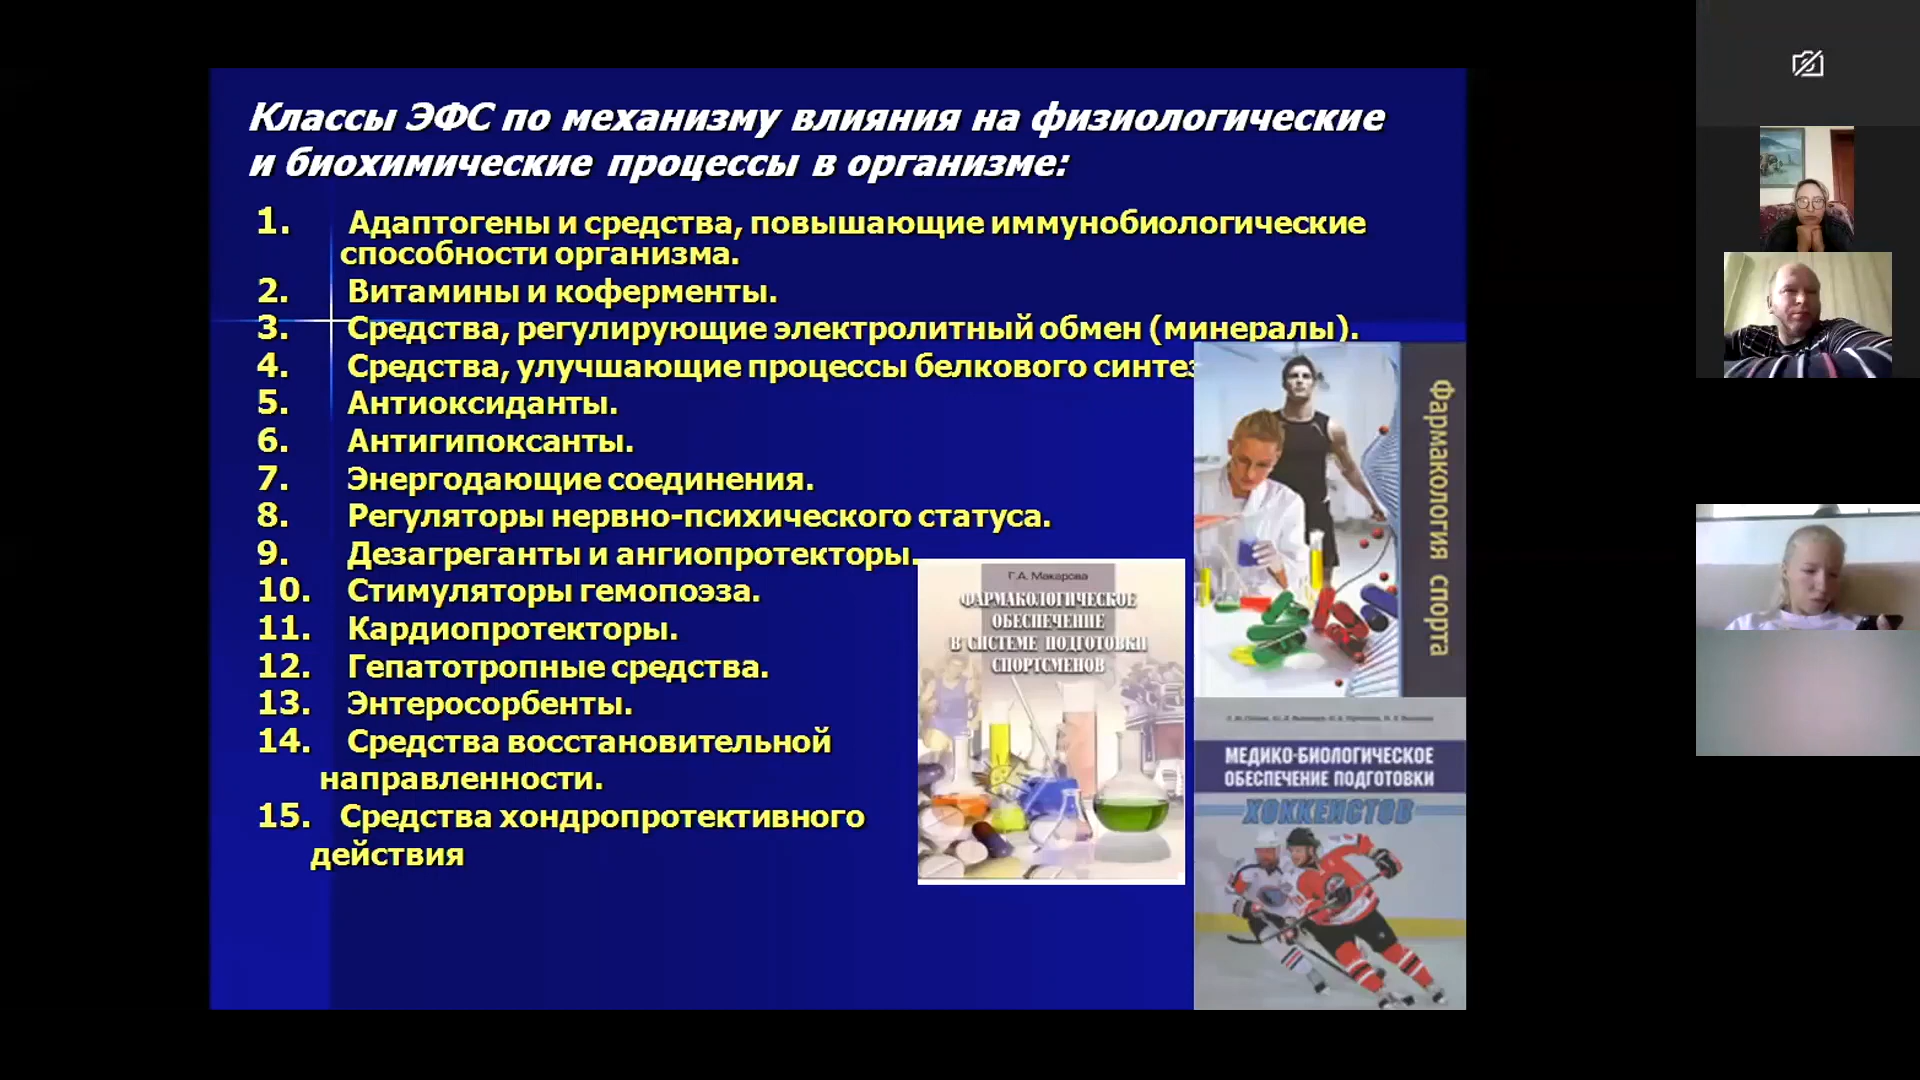 Классы ЭФС по механизму влияния на физиологические
и биохимические процессы в организме:
1. Адаптогены и средства, повышающие иммунобиологические
способности организма.
2. Витамины и коферменты.
3. Средства, регулирующие электролитный обмен (минералы).
4. Средства, улучшающие процессы белкового синтез
5. Антиоксиданты.
6. Антигипоксанты.
7. Энергодающие соединения.
8. Регуляторы нервно-психического статуса.
9. Дезагреганты и ангиопротекторы.
10. Стимуляторы гемопоэза.
11. Кардиопротекторы.
12. Гепатотропные средства.
13. Энтеросорбенты.
14. Средства восстановительной
направленности.
15. Средства хондропротективного
действия
Г.А. Макарова
ФАРМАКОЛОГИЧЕСКОЕ
ОБЕСПЕЧЕНИЕ
В СИСТЕМЕ ПОДГОТОВКИ
СПОРТСМЕНОВ
Фармакология спорта
МЕДИКО-БИОЛОГИЧЕСКОЕ
ОБЕСПЕЧЕНИЕ ПОДГОТОВКИ
ХОККЕИСТОВ